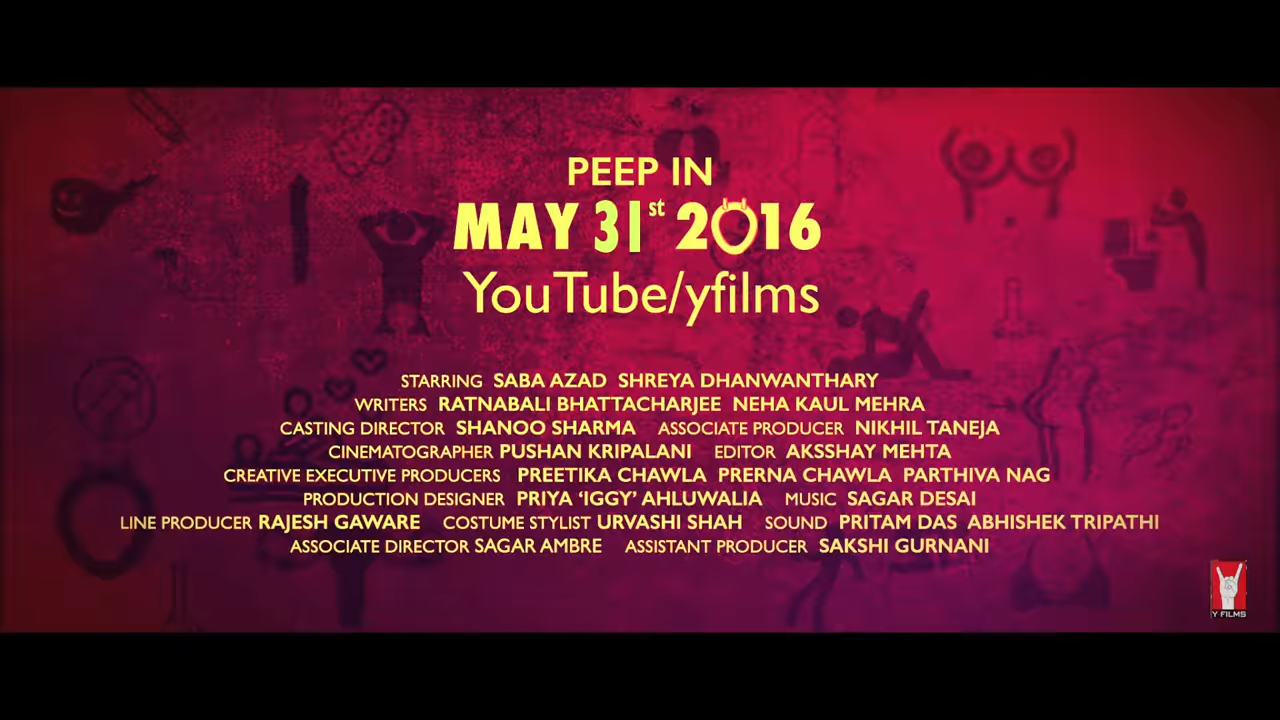 PEEP IN
MAY 31st 2016
YouTube/yfilms
STARRING SABA AZAD SHREYA DHANWANTHARY
WRITERS RATNABALI BHATTACHARJEE NEHA KAUL MEHRA
CASTING DIRECTOR SHANOO SHARMA ASSOCIATE PRODUCER NIKHIL TANEJA
CINEMATOGRAPHER PUSHAN KRIPALANI EDITOR AKSSHAY MEHTA
CREATIVE EXECUTIVE PRODUCERS PREETIKA CHAWLA PRERNA CHAWLA PARTHIVA NAG
PRODUCTION DESIGNER PRIYA ‘IGGY’ AHLUWALIA MUSIC SAGAR DESAI
LINE PRODUCER RAJESH GAWARE COSTUME STYLIST URVASHI SHAH SOUND PRITAM DAS ABHISHEK TRIPATHI
ASSOCIATE DIRECTOR SAGAR AMBRE ASSISTANT PRODUCER SAKSHI GURNANI
Y FILMS